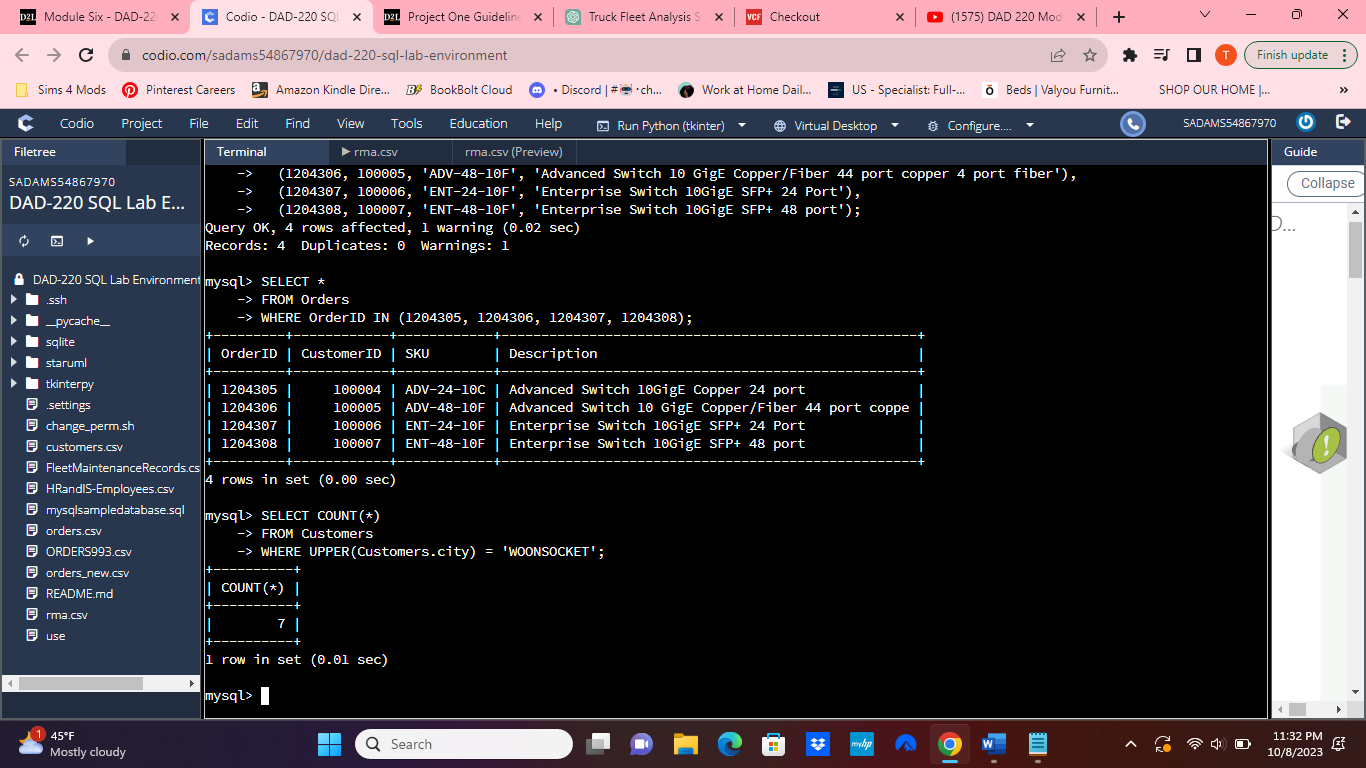 Module Six - DAD-22
Codio - DAD-220 SQL
Project One Guideline
Truck Fleet Analysis S
Checkout
(1575) DAD 220 Mod
codio.com/sadams54867970/dad-220-sql-lab-environment
T
Finish update
Sims 4 Mods
Pinterest Careers
Amazon Kindle Dire...
BookBolt Cloud
• Discord | #
Work at Home Dail...
US - Specialist: Full-...
Beds | Valyou Furnit...
SHOP OUR HOME |...
»
Codio Project File Edit Find View Tools Education Help
Run Python (tkinter)
Virtual Desktop
Configure....
SADAMS54867970
Filetree
SADAMS54867970
DAD-220 SQL Lab E...
DAD-220 SQL Lab Environment
.ssh
__pycache__
sqlite
staruml
tkinterpy
.settings
change_perm.sh
customers.csv
FleetMaintenanceRecords.cs
HRandIS-Employees.csv
mysqlsampledatabase.sql
orders.csv
ORDERS993.csv
orders_new.csv
README.md
rma.csv
use
Terminal
rma.csv
rma.csv (Preview)
-> (1204306, 100005, 'ADV-48-10F', 'Advanced Switch 10 GigE Copper/Fiber 44 port copper 4 port fiber'),
-> (1204307, 100006, 'ENT-24-10F', 'Enterprise Switch 10GigE SFP+ 24 Port'),
-> (1204308, 100007, 'ENT-48-10F', 'Enterprise Switch 10GigE SFP+ 48 port');
Query OK, 4 rows affected, 1 warning (0.02 sec)
Records: 4 Duplicates: 0 Warnings: 1
mysql> SELECT *
-> FROM Orders
-> WHERE OrderID IN (1204305, 1204306, 1204307, 1204308);
+---------+------------+------------+----------------------------------------------------+
| OrderID | CustomerID | SKU | Description |
+---------+------------+------------+----------------------------------------------------+
| 1204305 | 100004 | ADV-24-10C | Advanced Switch 10GigE Copper 24 port |
| 1204306 | 100005 | ADV-48-10F | Advanced Switch 10 GigE Copper/Fiber 44 port coppe |
| 1204307 | 100006 | ENT-24-10F | Enterprise Switch 10GigE SFP+ 24 Port |
| 1204308 | 100007 | ENT-48-10F | Enterprise Switch 10GigE SFP+ 48 port |
+---------+------------+------------+----------------------------------------------------+
4 rows in set (0.00 sec)
mysql> SELECT COUNT(*)
-> FROM Customers
-> WHERE UPPER(Customers.city) = 'WOONSOCKET';
+----------+
| COUNT(*) |
+----------+
| 7 |
+----------+
1 row in set (0.01 sec)
mysql>
Guide
Collapse
D...
1
45°F
Mostly cloudy
Search
11:32 PM
10/8/2023